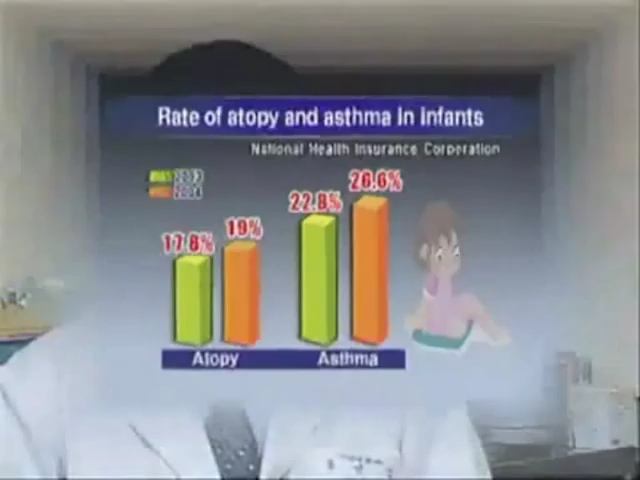 Rate of atopy and asthma in infants
National Health Insurance Corporation
17.8% 19% 22.8% 26.6%
Atopy Asthma